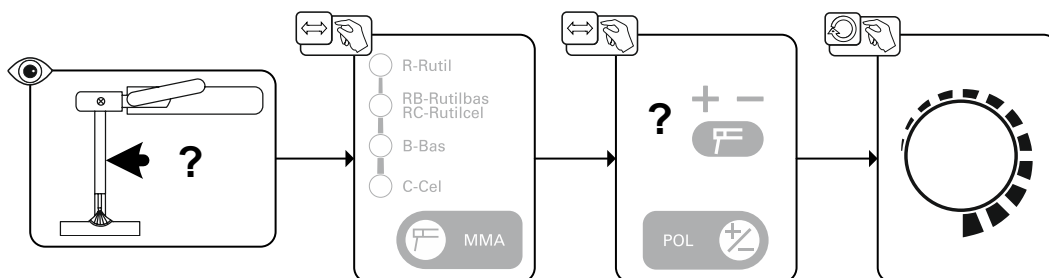 ?
R-Rutil
RB-Rutilbas
RC-Rutilcel
B-Bas
C-Cel
MMA
?
+ −
POL
+/−